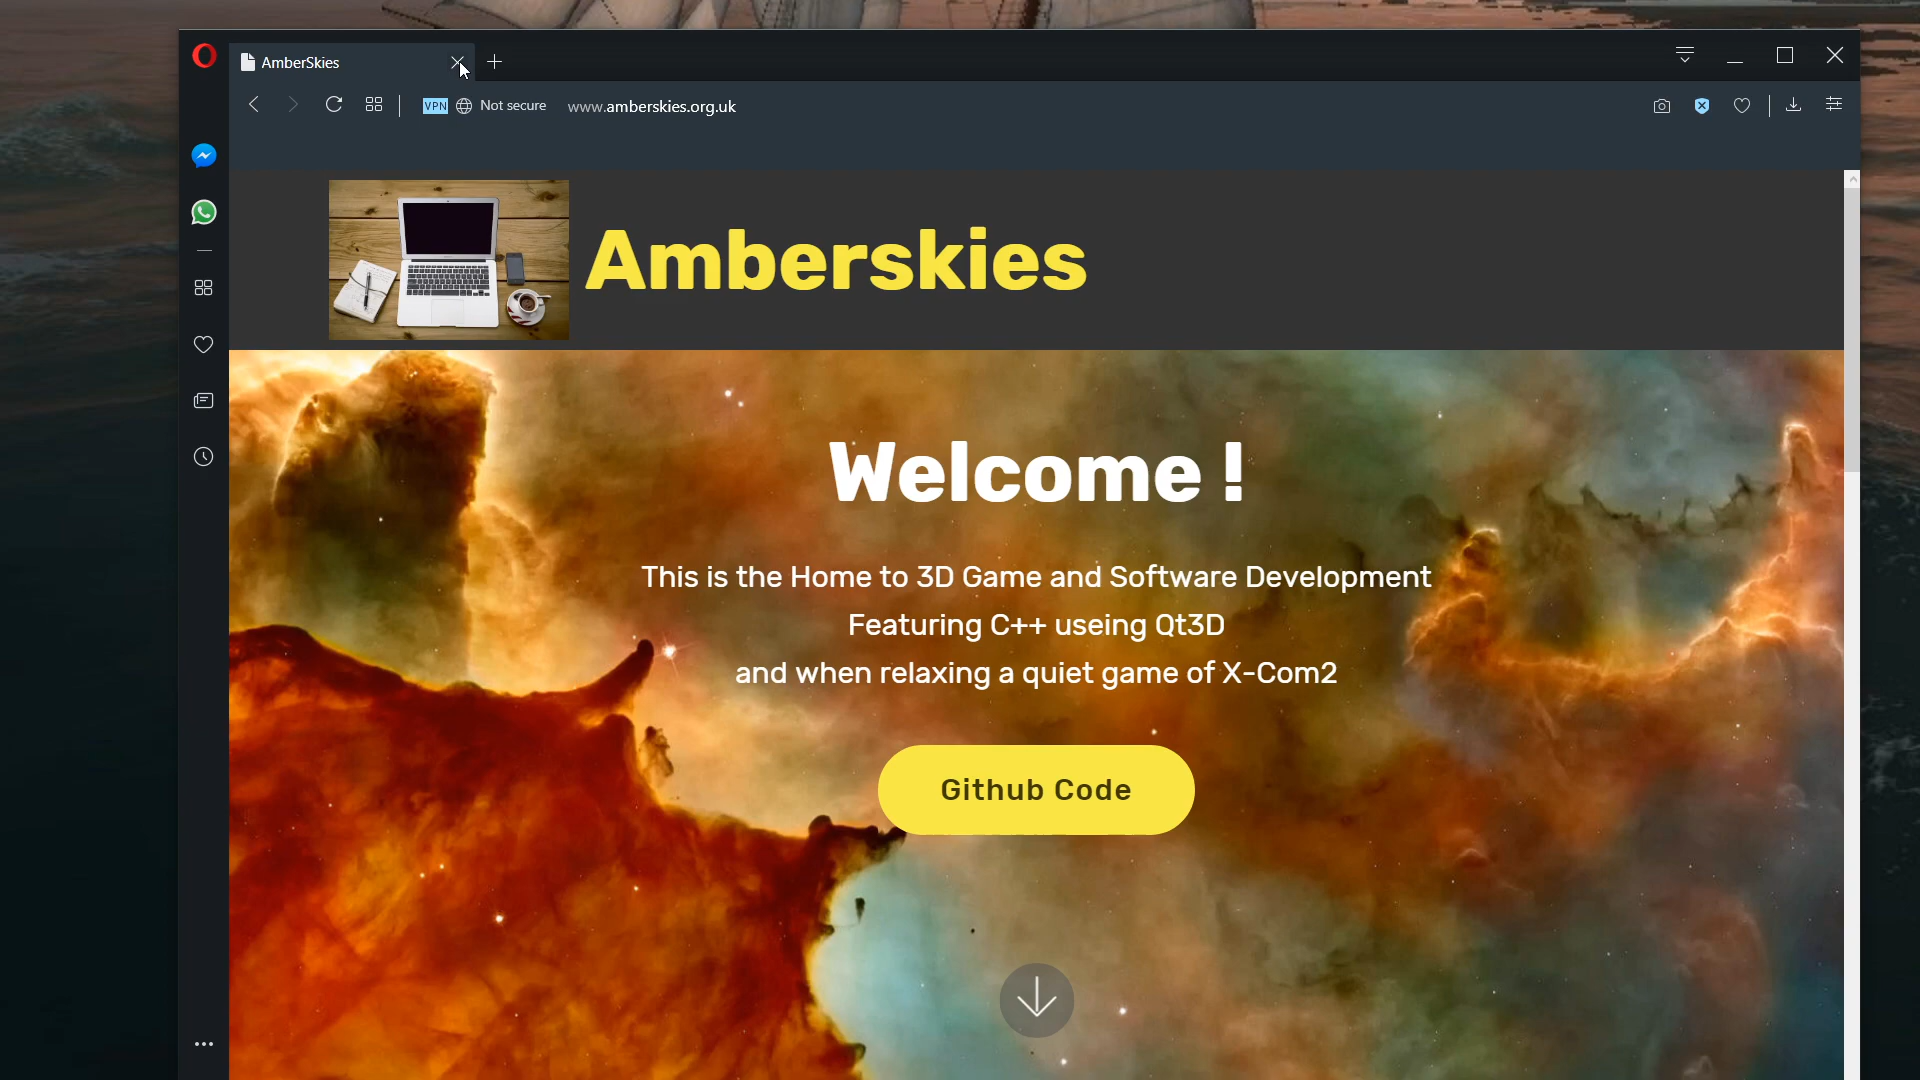 AmberSkies
VPN Not secure www.amberskies.org.uk
Amberskies
Welcome !
This is the Home to 3D Game and Software Development
Featuring C++ useing Qt3D
and when relaxing a quiet game of X-Com2
Github Code